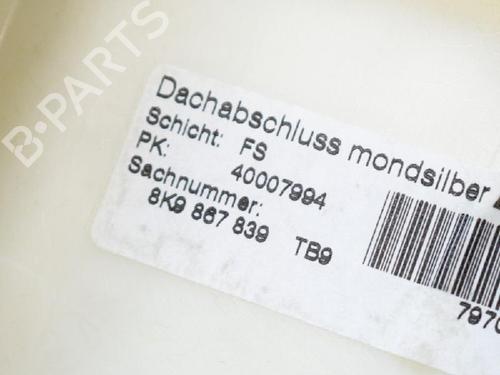 B-PARTS
Dachabschluss mondsilber
Schicht: FS
PK: 40007994
Sachnummer:
8K9 867 839 TB9
797